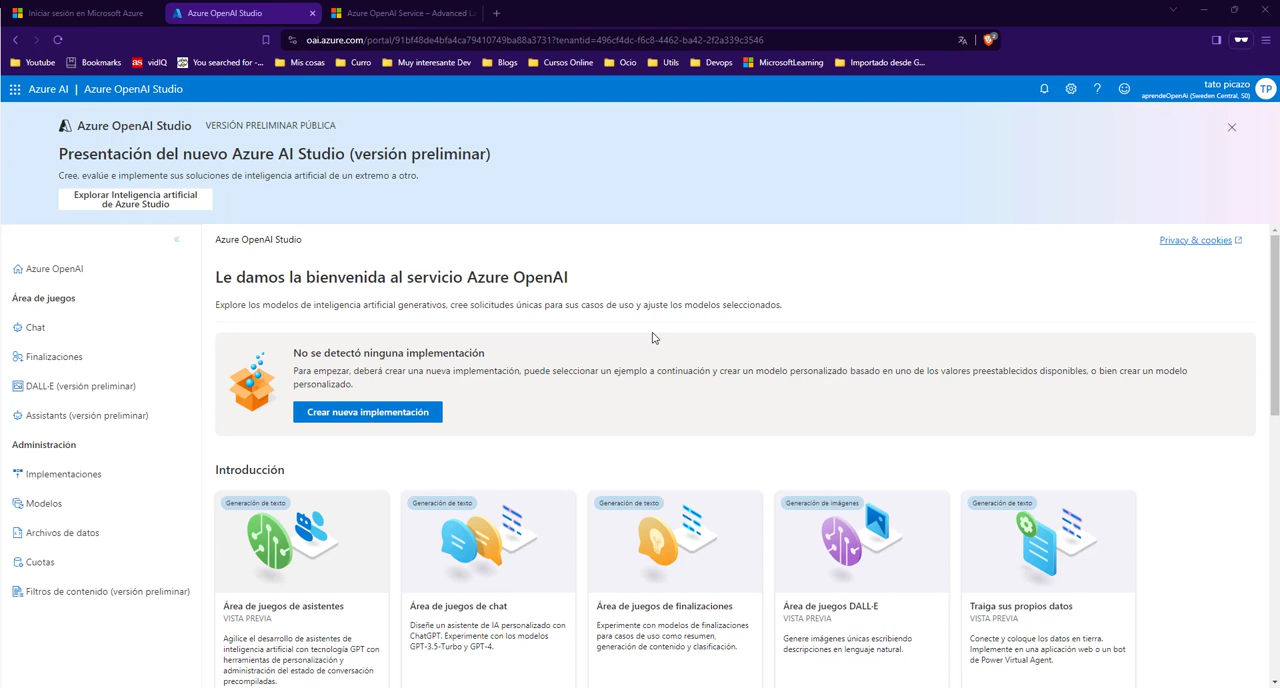 Iniciar sesión en Microsoft Azure
Azure OpenAI Studio
Azure OpenAI Service – Advanced La
oai.azure.com/portal/91bf48de4bfa4ca79410749ba88a3731?tenantid=496cf4dc-f6c8-4462-ba42-2f2a339c3546
Youtube
Bookmarks
vidIQ
You searched for -...
Mis cosas
Curro
Muy interesante Dev
Blogs
Cursos Online
Ocio
Utils
Devops
MicrosoftLearning
Importado desde G...
Azure AI | Azure OpenAI Studio
tato picazo
aprendeOpenAi (Sweden Central, S0)
TP
Azure OpenAI Studio VERSIÓN PRELIMINAR PÚBLICA
Presentación del nuevo Azure AI Studio (versión preliminar)
Cree, evalúe e implemente sus soluciones de inteligencia artificial de un extremo a otro.
Explorar Inteligencia artificial
de Azure Studio
Azure OpenAI
Área de juegos
Chat
Finalizaciones
DALL·E (versión preliminar)
Assistants (versión preliminar)
Administración
Implementaciones
Modelos
Archivos de datos
Cuotas
Filtros de contenido (versión preliminar)
Azure OpenAI Studio
Privacy & cookies
Le damos la bienvenida al servicio Azure OpenAI
Explore los modelos de inteligencia artificial generativos, cree solicitudes únicas para sus casos de uso y ajuste los modelos seleccionados.
No se detectó ninguna implementación
Para empezar, deberá crear una nueva implementación, puede seleccionar un ejemplo a continuación y crear un modelo personalizado basado en uno de los valores preestablecidos disponibles, o bien crear un modelo
personalizado.
Crear nueva implementación
Introducción
Generación de texto
Área de juegos de asistentes
VISTA PREVIA
Agilice el desarrollo de asistentes de
inteligencia artificial con tecnología GPT con
herramientas de personalización y
administración del estado de conversación
precompiladas.
Generación de texto
Área de juegos de chat
Diseñe un asistente de IA personalizado con
ChatGPT. Experimente con los modelos
GPT-3.5-Turbo y GPT-4.
Generación de texto
Área de juegos de finalizaciones
Experimente con modelos de finalizaciones
para casos de uso como resumen,
generación de contenido y clasificación.
Generación de imágenes
Área de juegos DALL·E
VISTA PREVIA
Genere imágenes únicas escribiendo
descripciones en lenguaje natural.
Generación de texto
Traiga sus propios datos
VISTA PREVIA
Conecte y coloque los datos en tierra.
Implemente en una aplicación web o un bot
de Power Virtual Agent.